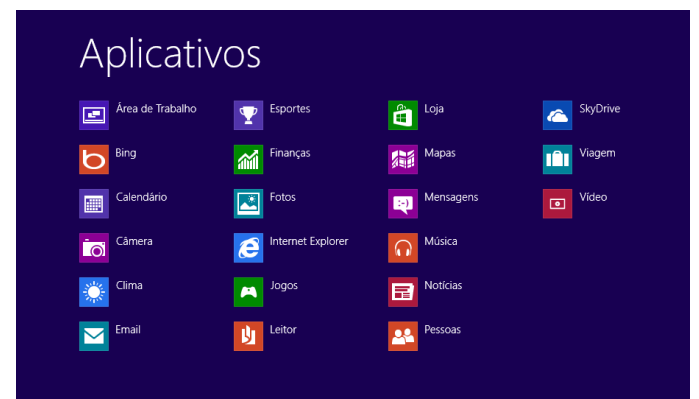 Aplicativos
Área de Trabalho
Bing
Calendário
Câmera
Clima
Email
Esportes
Finanças
Fotos
Internet Explorer
Jogos
Leitor
Loja
Mapas
Mensagens
Música
Notícias
Pessoas
SkyDrive
Viagem
Vídeo